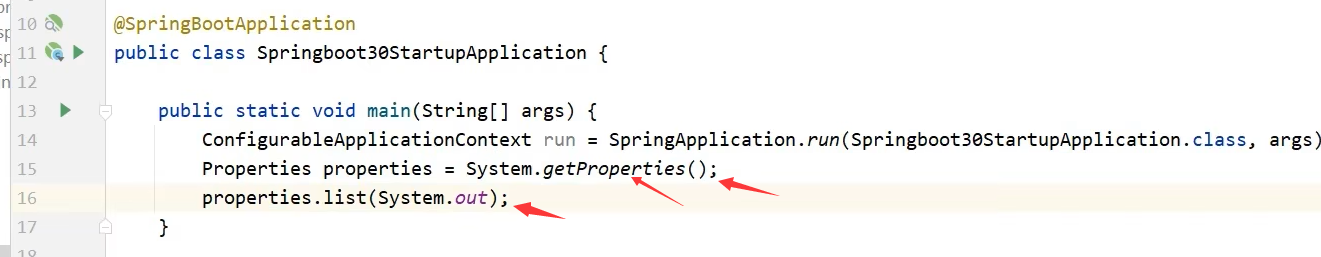 10 @SpringBootApplication
11 public class Springboot30StartupApplication {
12
13 public static void main(String[] args) {
14 ConfigurableApplicationContext run = SpringApplication.run(Springboot30StartupApplication.class, args)
15 Properties properties = System.getProperties();
16 properties.list(System.out);
17 }
18